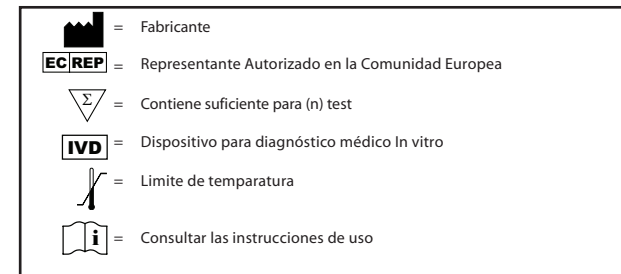 = Fabricante
EC REP = Representante Autorizado en la Comunidad Europea
Σ = Contiene suficiente para (n) test
IVD = Dispositivo para diagnóstico médico In vitro
= Limite de temparatura
i = Consultar las instrucciones de uso